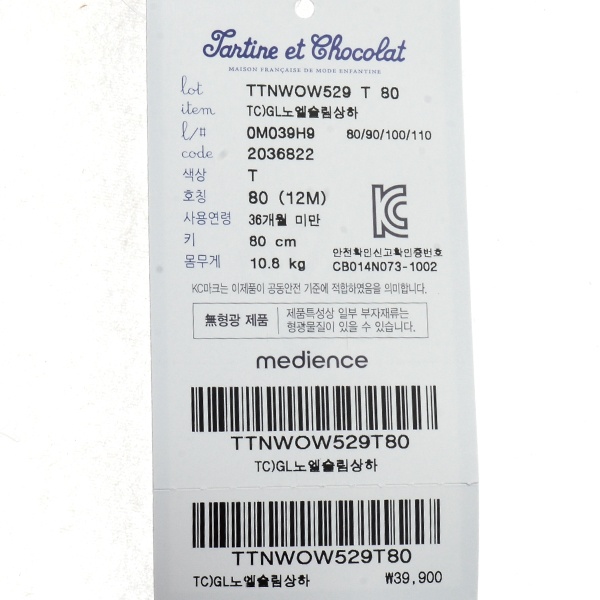 Tartine et Chocolat
MAISON FRANÇAISE DE MODE ENFANTINE
lot TTNWOW529 T 80
item TC)GL노엘슬림상하
l/# 0M039H9 80/90/100/110
code 2036822
색상 T
호칭 80 (12M)
사용연령 36개월 미만
키 80 cm
몸무게 10.8 kg
안전확인신고확인증번호
CB014N073-1002
KC마크는 이제품이 공동안전 기준에 적합하였음을 의미합니다.
無형광 제품
제품특성상 일부 부자재류는
형광물질이 있을 수 있습니다.
medience
TTNWOW529T80
TC)GL노엘슬림상하
TTNWOW529T80
TC)GL노엘슬림상하 ₩39,900